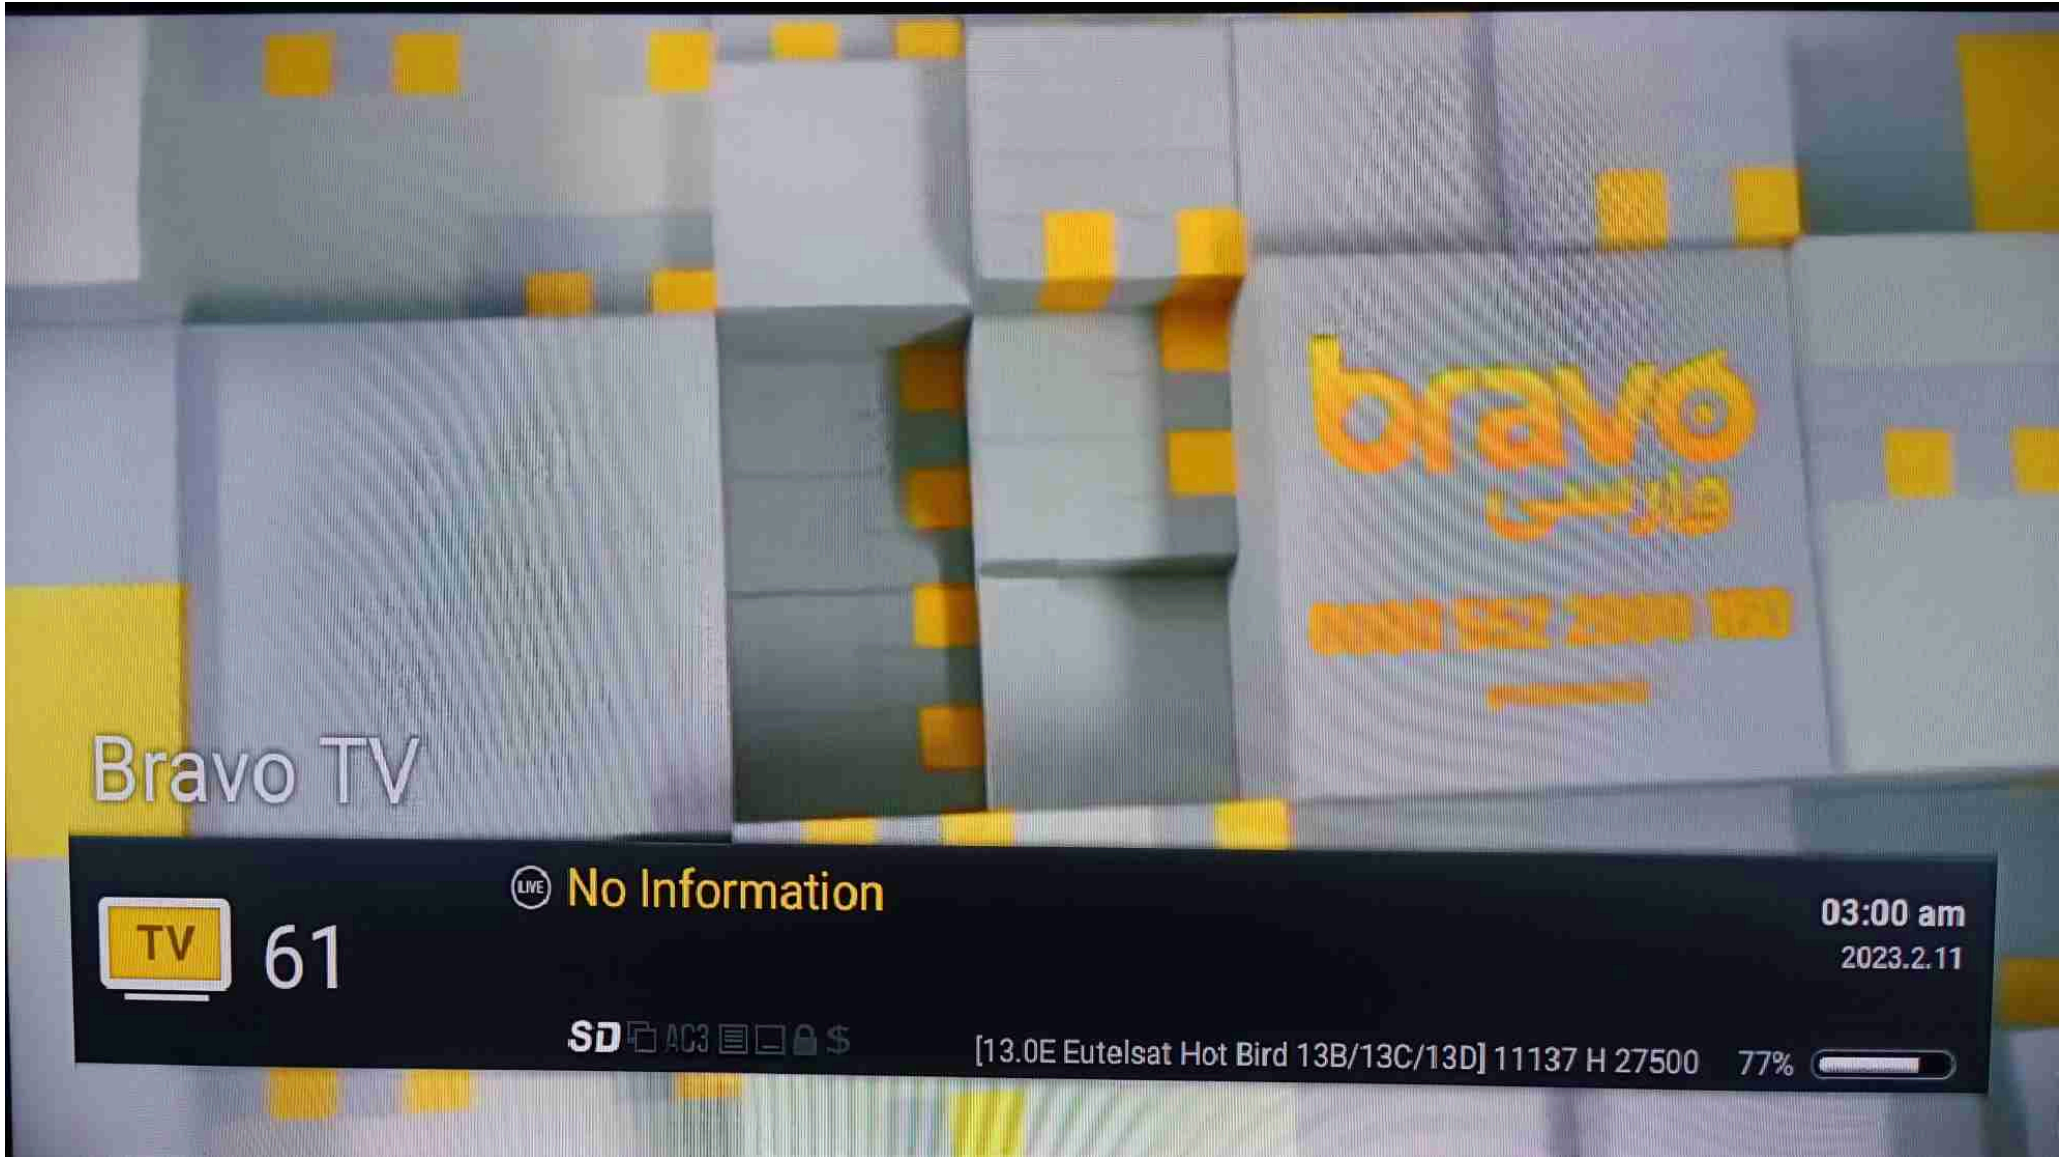 bravo
فارسی
Bravo TV
LIVE No Information
TV 61
03:00 am
2023.2.11
SD AC3 $
[13.0E Eutelsat Hot Bird 13B/13C/13D] 11137 H 27500 77%